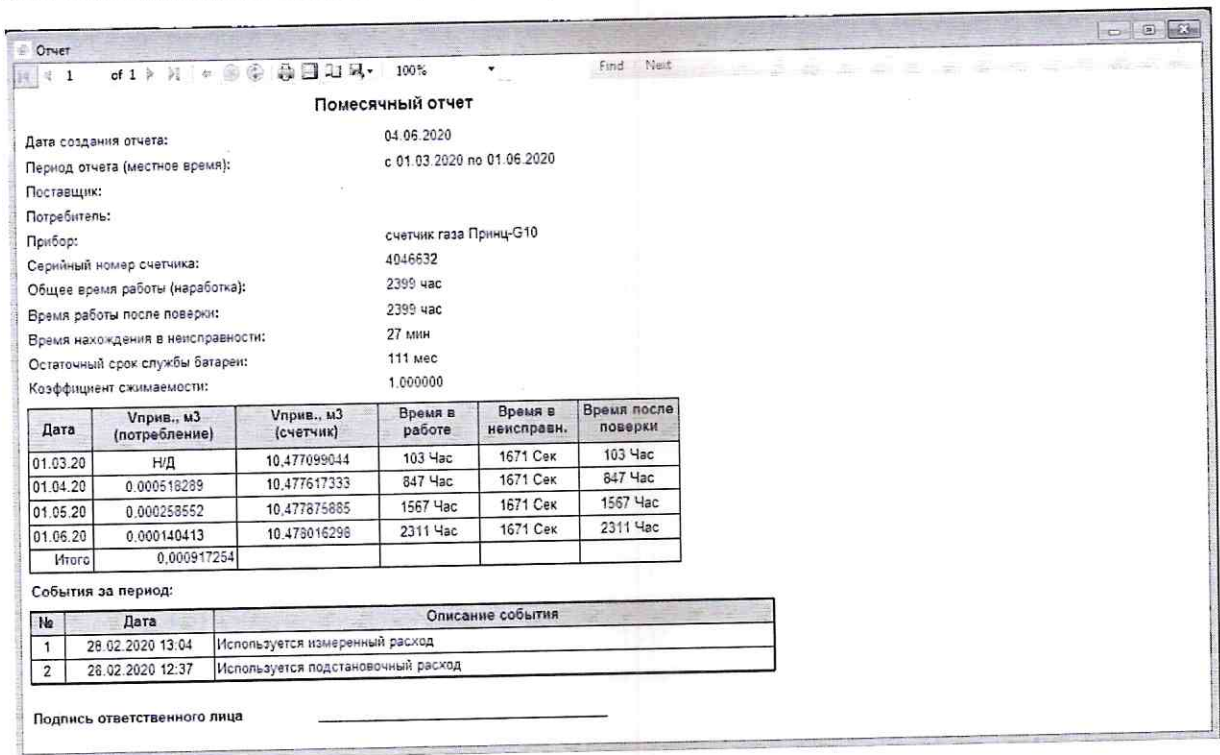 Отчет
1 of 1 100% Find Next
Помесячный отчет
Дата создания отчета: 04.06.2020
Период отчета (местное время): с 01.03.2020 по 01.06.2020
Поставщик:
Потребитель:
Прибор: счетчик газа Принц-G10
Серийный номер счетчика: 4046632
Общее время работы (наработка): 2399 час
Время работы после поверки: 2399 час
Время нахождения в неисправности: 27 мин
Остаточный срок службы батареи: 111 мес
Коэффициент сжимаемости: 1.000000
Дата Vприв., м3 (потребление) Vприв., м3 (счетчик) Время в работе Время в неисправн. Время после поверки
01.03.20 Н/Д 10,477099044 103 Час 1671 Сек 103 Час
01.04.20 0.000518289 10,477617333 847 Час 1671 Сек 847 Час
01.05.20 0.000258552 10,477875885 1567 Час 1671 Сек 1567 Час
01.06.20 0.000140413 10.478016298 2311 Час 1671 Сек 2311 Час
Итого 0,000917254
События за период:
№ Дата Описание события
1 28.02.2020 13:04 Используется измеренный расход
2 28.02.2020 12:37 Используется подстановочный расход
Подпись ответственного лица